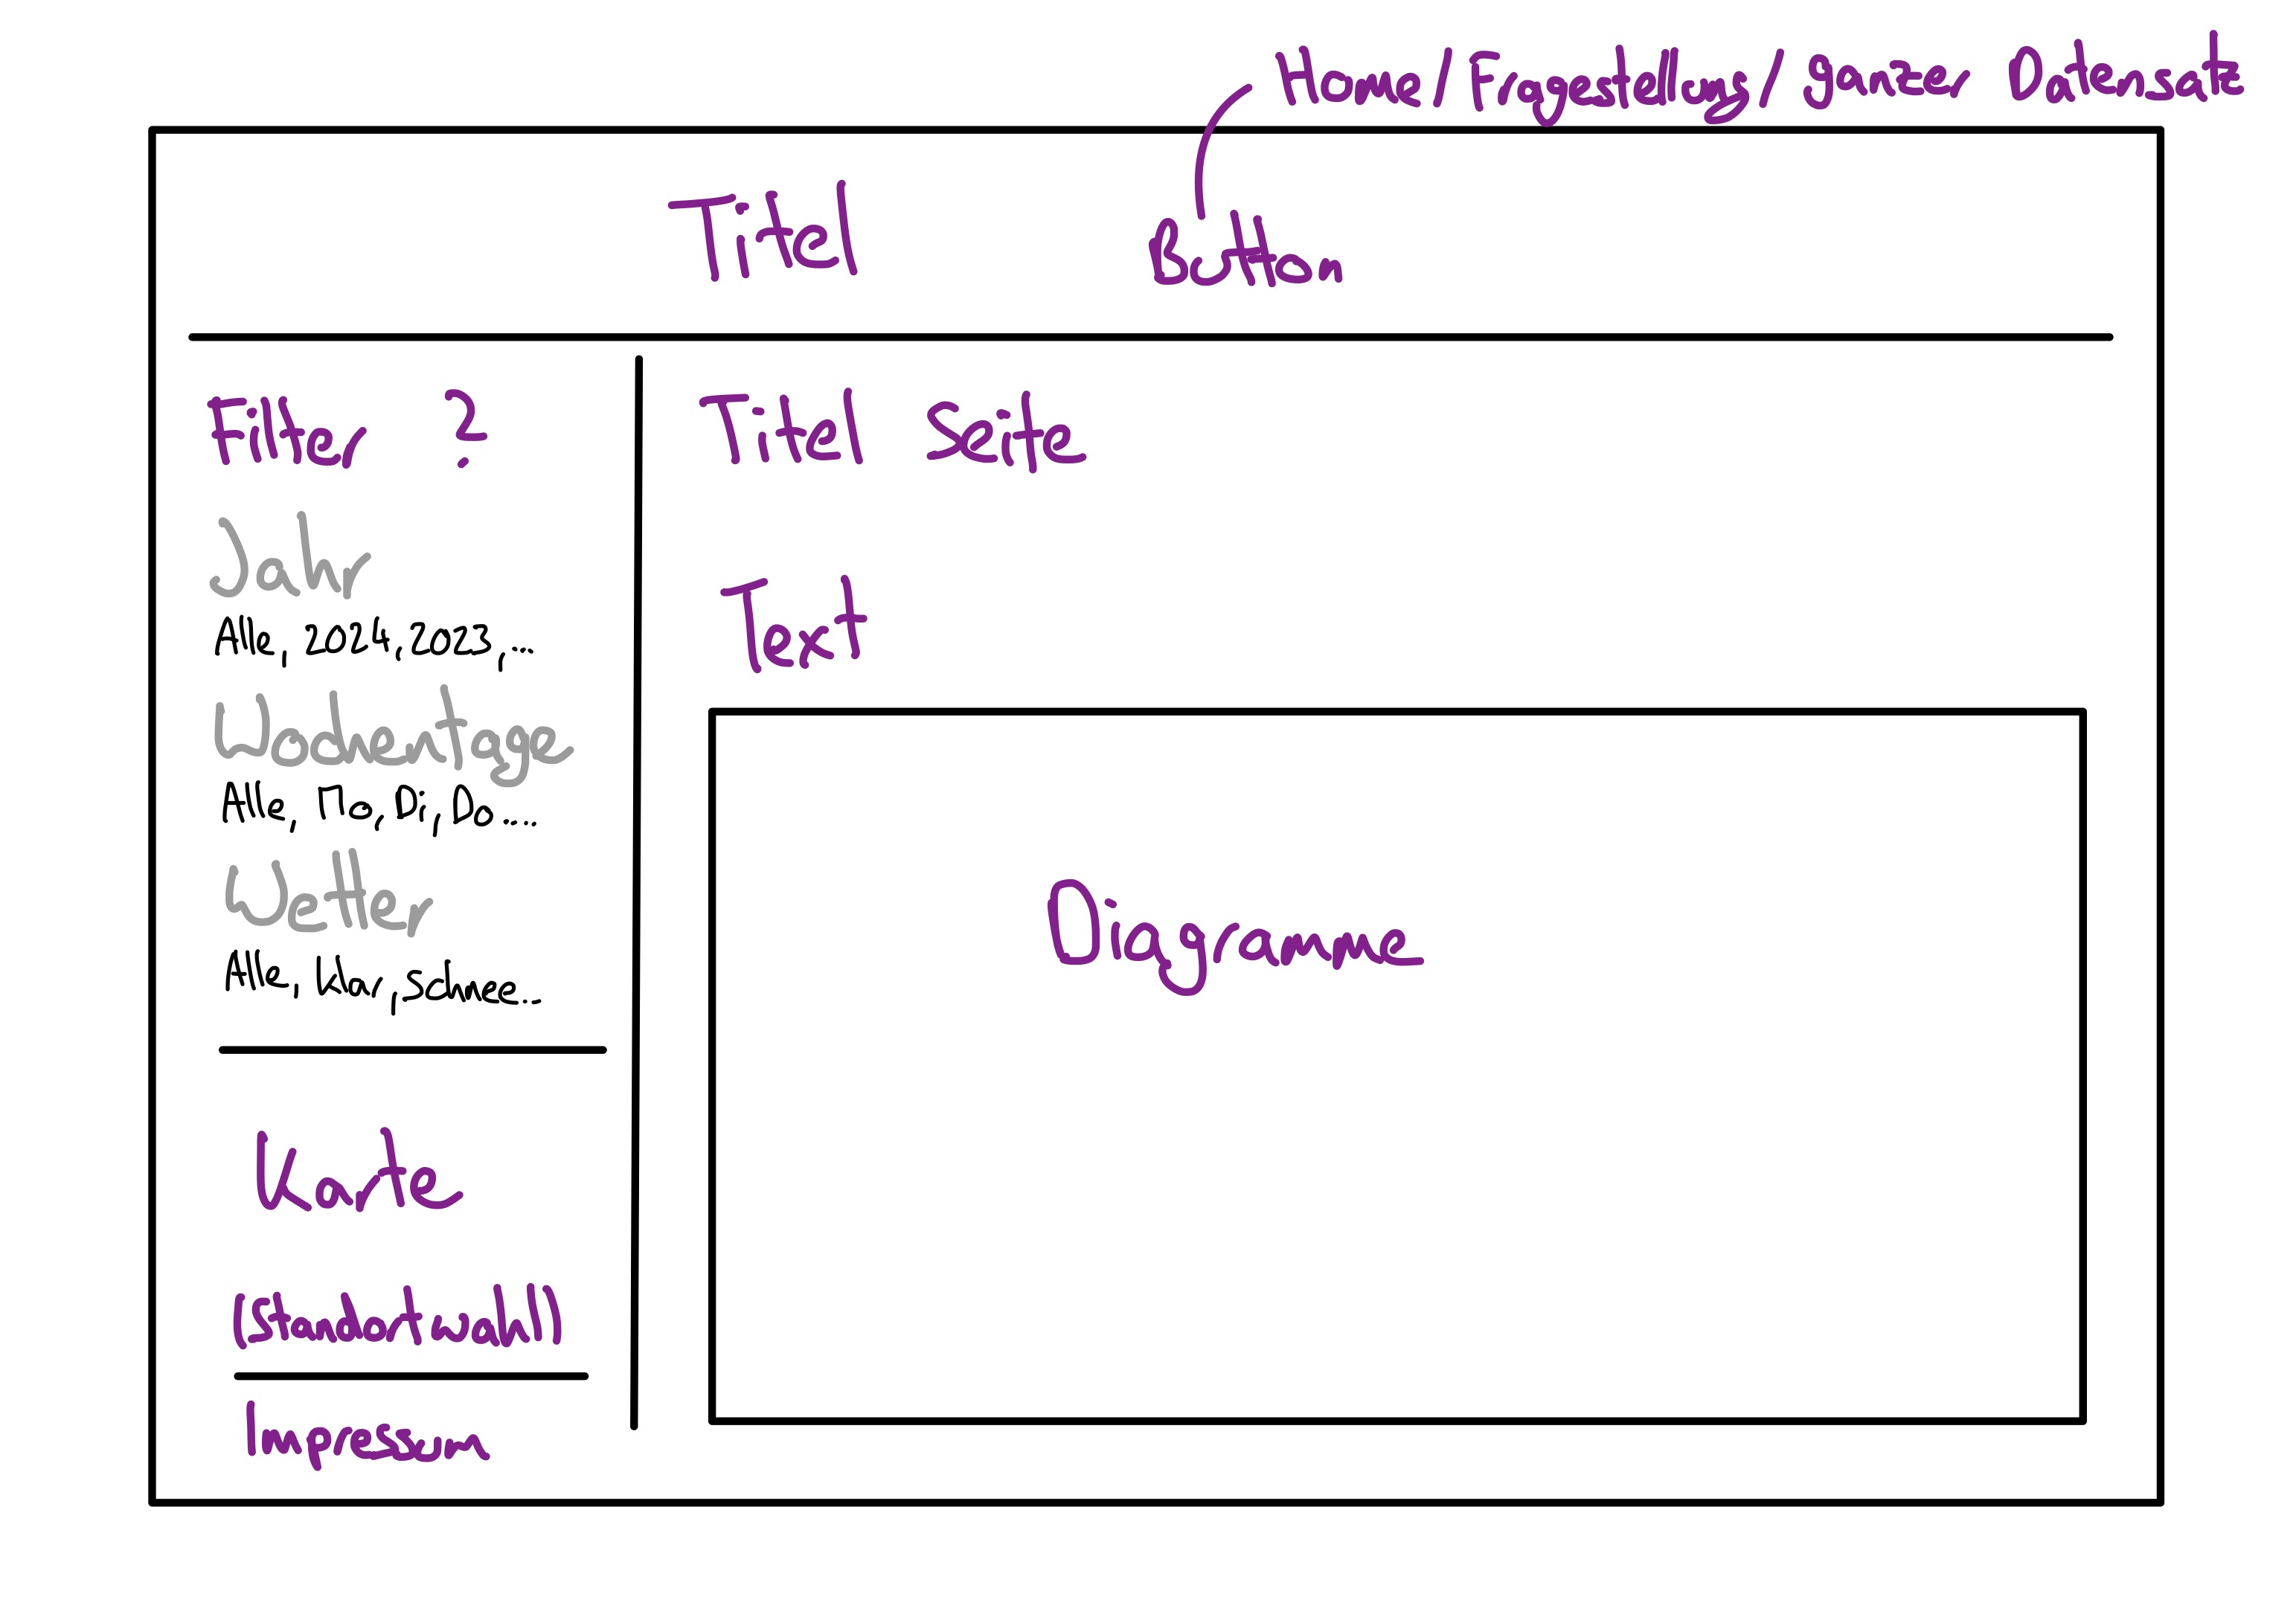 Home / Fragestellung / ganzer Datensatz
Titel
Button
Filter ?
Jahr
Alle, 2024, 2023, ...
Wochentage
Alle, Mo, Di, Do....
Wetter
Alle, Klar, schnee...
Karte
(Standortwahl)
Impressum
Titel Seite
Text
Diagramme